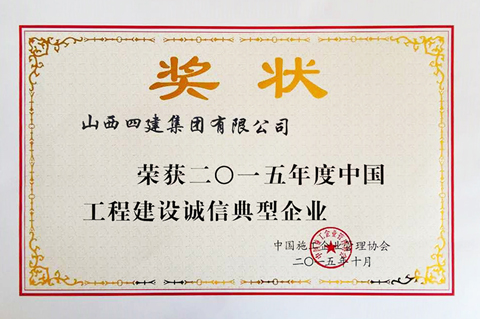 奖状
山西四建集团有限公司
荣获二〇一五年度中国
工程建设诚信典型企业
中国施工企业管理协会
二〇一五年十月